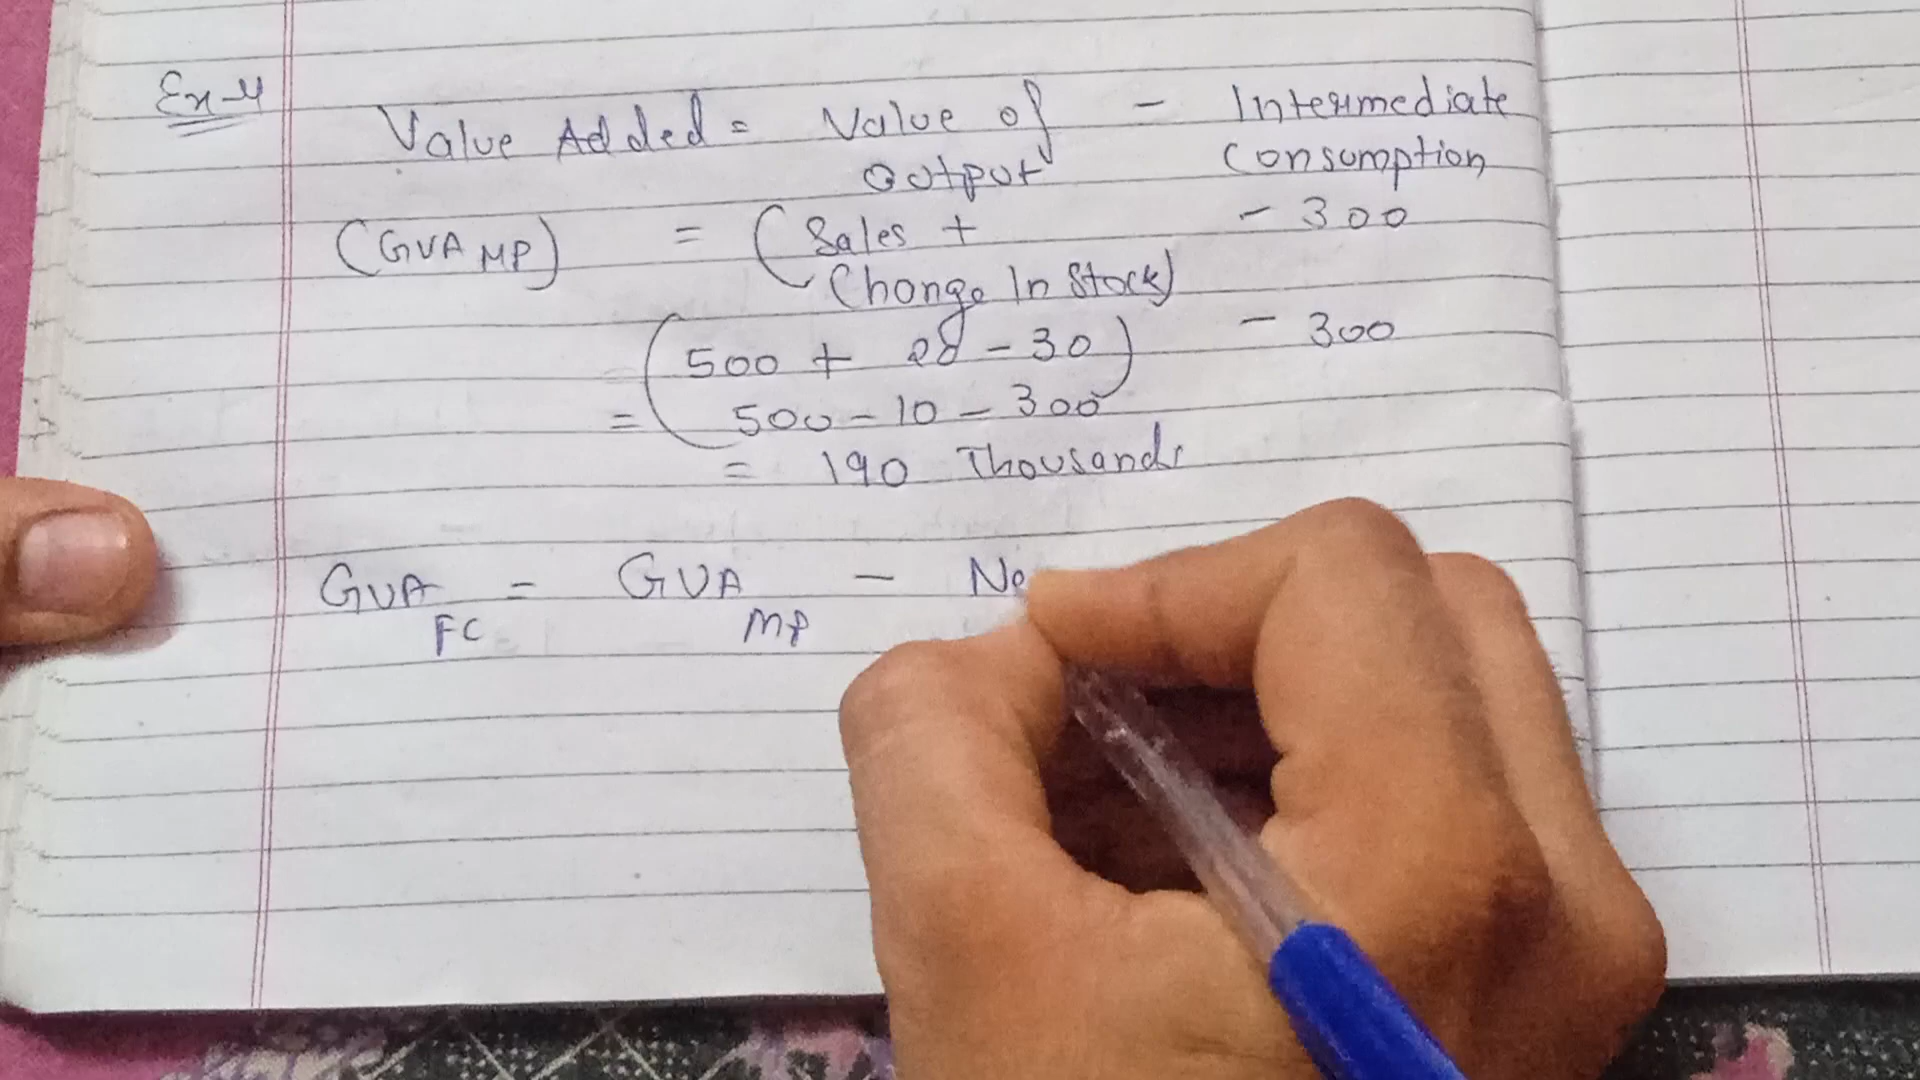 Ex-4
Value Added = Value of - Intermediate
Output Consumption
(GVA MP) = (Sales + - 300
Change In Stock)
(500 + 20 - 30) - 300
= 500 - 10 - 300
= 190 Thousands
GVA FC = GVA MP - Ne